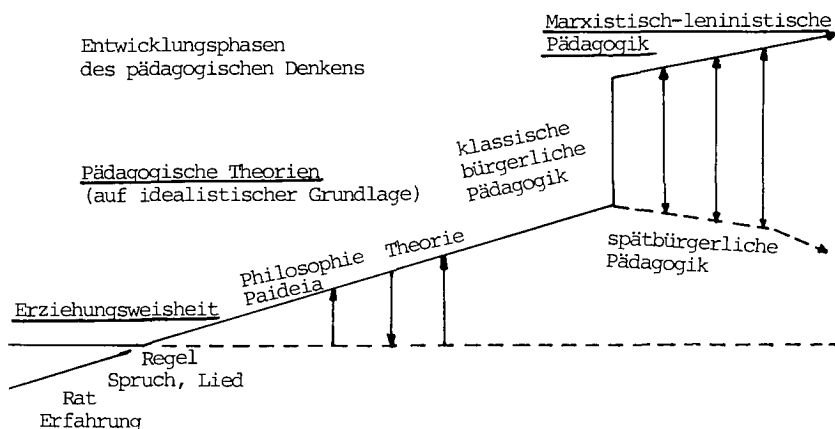 Entwicklungsphasen
des pädagogischen Denkens
Marxistisch-leninistische
Pädagogik
klassische
bürgerliche
Pädagogik
Pädagogische Theorien
(auf idealistischer Grundlage)
spätbürgerliche
Pädagogik
Philosophie Theorie
Paideia
Erziehungsweisheit
Regel
Spruch, Lied
Rat
Erfahrung